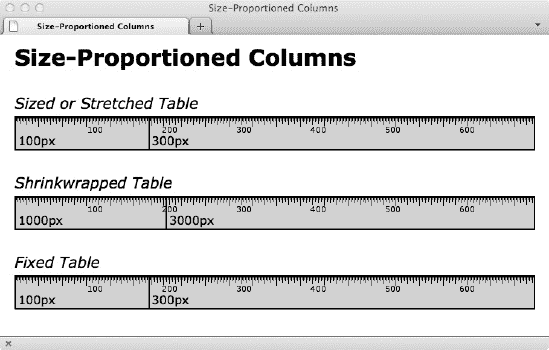 Size-Proportioned Columns
Size-Proportioned Columns
Size-Proportioned Columns
Sized or Stretched Table
100 200 300 400 500 600
100px 300px
Shrinkwrapped Table
100 200 300 400 500 600
1000px 3000px
Fixed Table
100 200 300 400 500 600
100px 300px